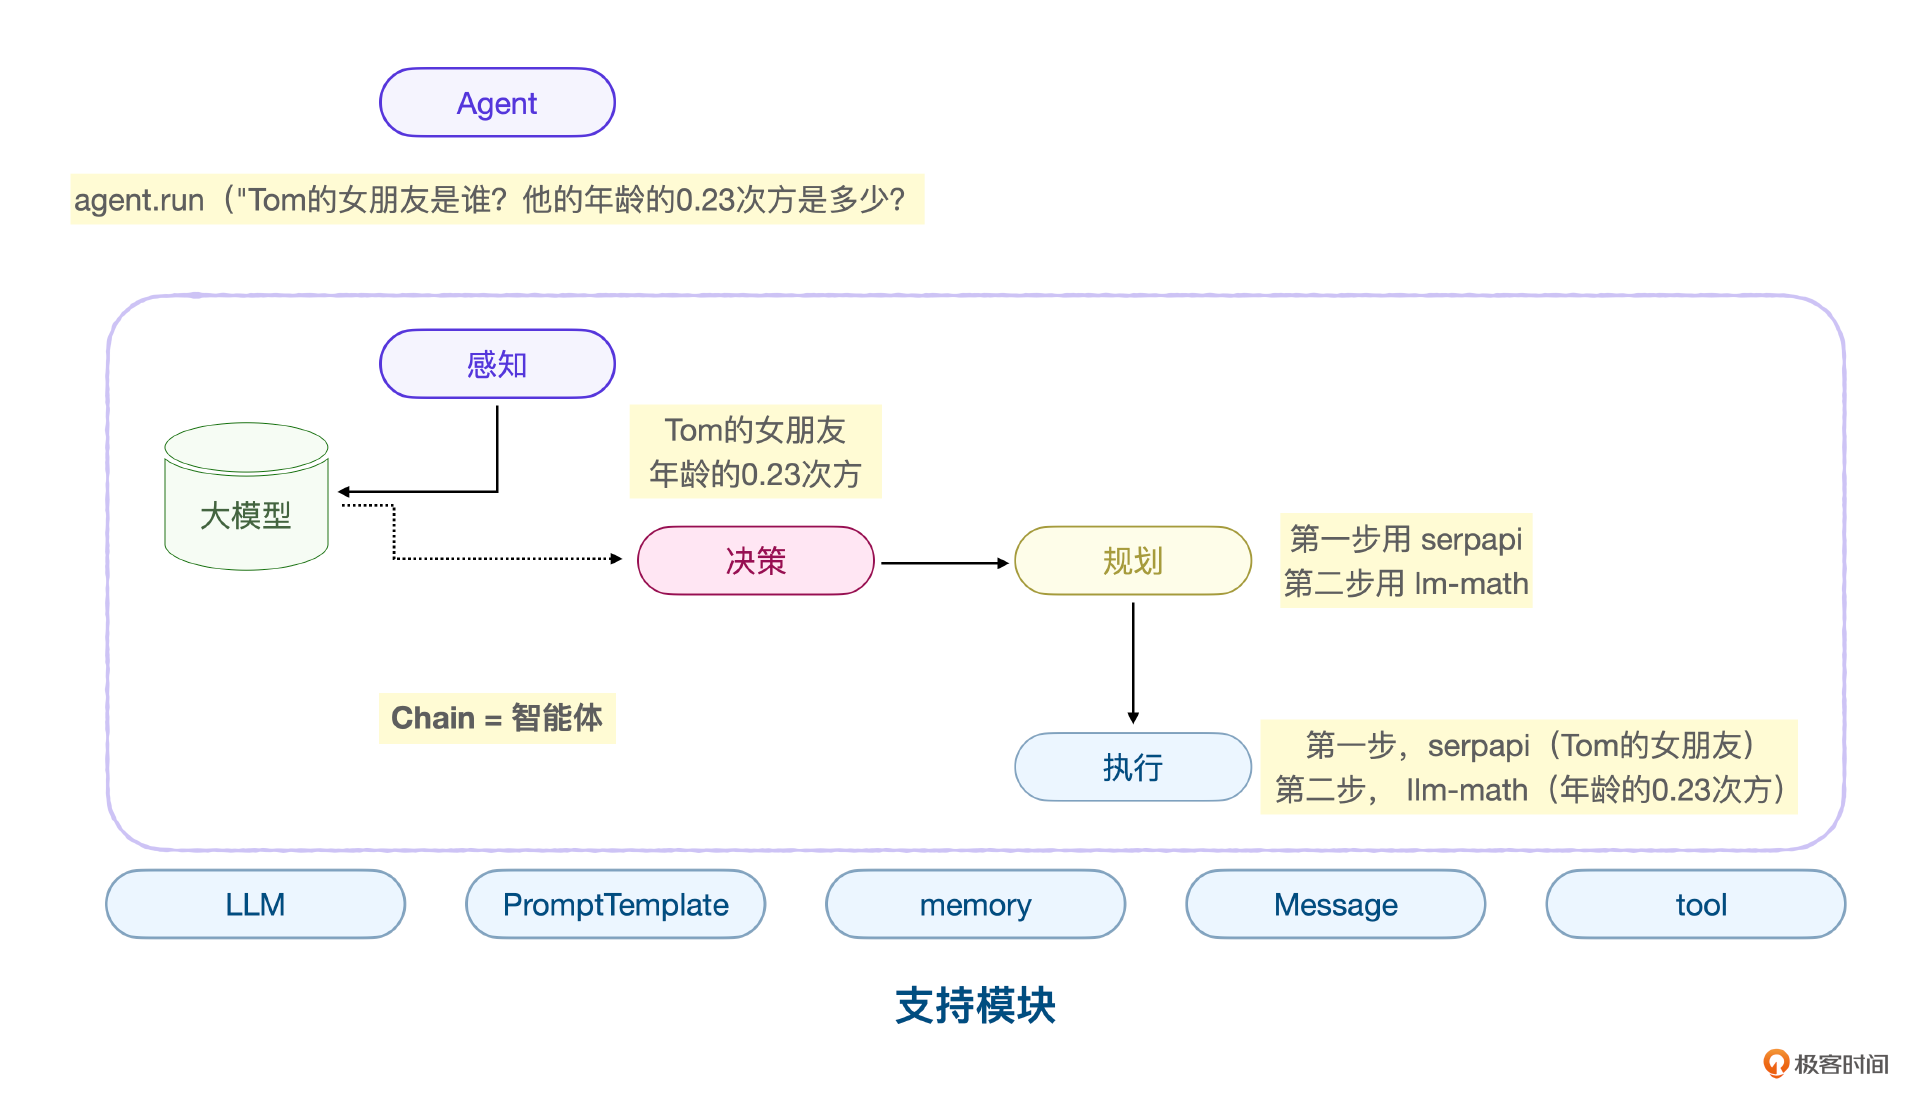 Agent
agent.run（"Tom的女朋友是谁？他的年龄的0.23次方是多少？
感知
Tom的女朋友
年龄的0.23次方
大模型
决策
规划
第一步用 serpapi
第二步用 lm-math
Chain = 智能体
执行
第一步，serpapi（Tom的女朋友）
第二步， llm-math（年龄的0.23次方）
LLM
PromptTemplate
memory
Message
tool
支持模块
极客时间